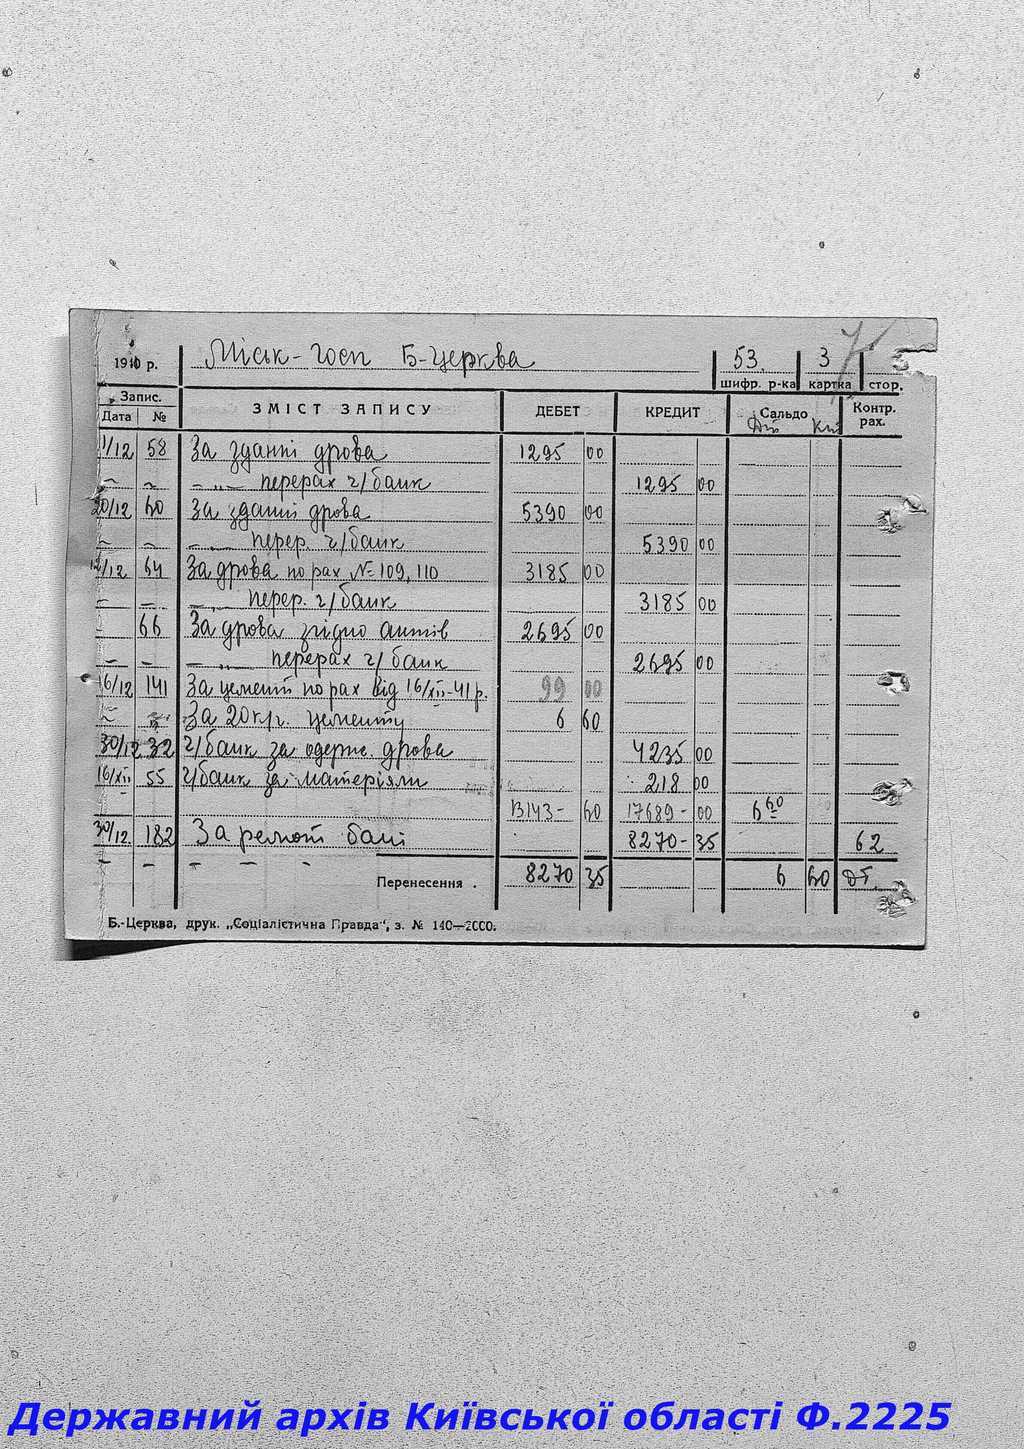 1940 р. Міськ-госп Б-Церква 53. 3 7
шифр. р-ка картка стор.
Запис. Дата № ЗМІСТ ЗАПИСУ ДЕБЕТ КРЕДИТ Сальдо Дт Кт Контр. рах.
1/12 58 За здані дрова 1295 00
~ ~ – „ – перерах ч/банк 1295 00
20/12 60 За здані дрова 5390 00
~ ~ – „ – перер. ч/банк 5390 00
12/12 64 За дрова по рах № 109, 110 3185 00
– – – „ – перер. ч/банк 3185 00
– 66 За дрова згідно актів 2695 00
– – – „ – перерах ч/банк 2695 00
16/12 141 За цемент по рах від 16/XII-41 р. 99 00
~ За 20 кг. цементу 6 60
30/12 32 ч/банк за одерж. дрова 4235 00
16/XII 55 ч/банк за матеріяли 218 00
13143- 60 17689- 00 6 60
30/12. 182 За ремонт бані 8270- 35 62
– – – – -
Перенесення . 8270 35 6 60 Дт.
Б.-Церква, друк. „Соціалістична Правда“, з. № 140—2000.
Державний архів Київської області Ф.2225